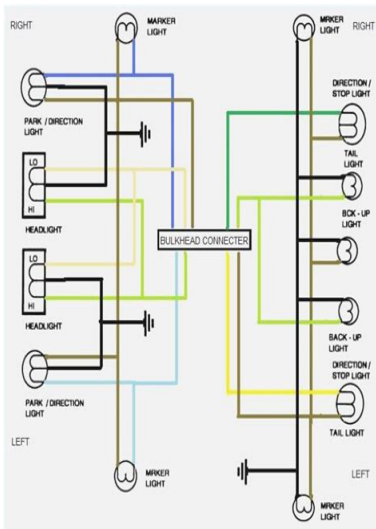 RIGHT
MARKER
LIGHT
MRKER
LIGHT
RIGHT
PARK / DIRECTION
LIGHT
DIRECTION /
STOP LIGHT
TAIL
LIGHT
LO
HI
HEADLIGHT
BCK - UP
LIGHT
BULKHEAD CONNECTER
LO
HI
HEADLIGHT
BACK - UP
LIGHT
DIRECTION /
STOP LIGHT
PARK / DIRECTION
LIGHT
TAIL LIGHT
LEFT
MRKER
LIGHT
LEFT
MRKER
LIGHT